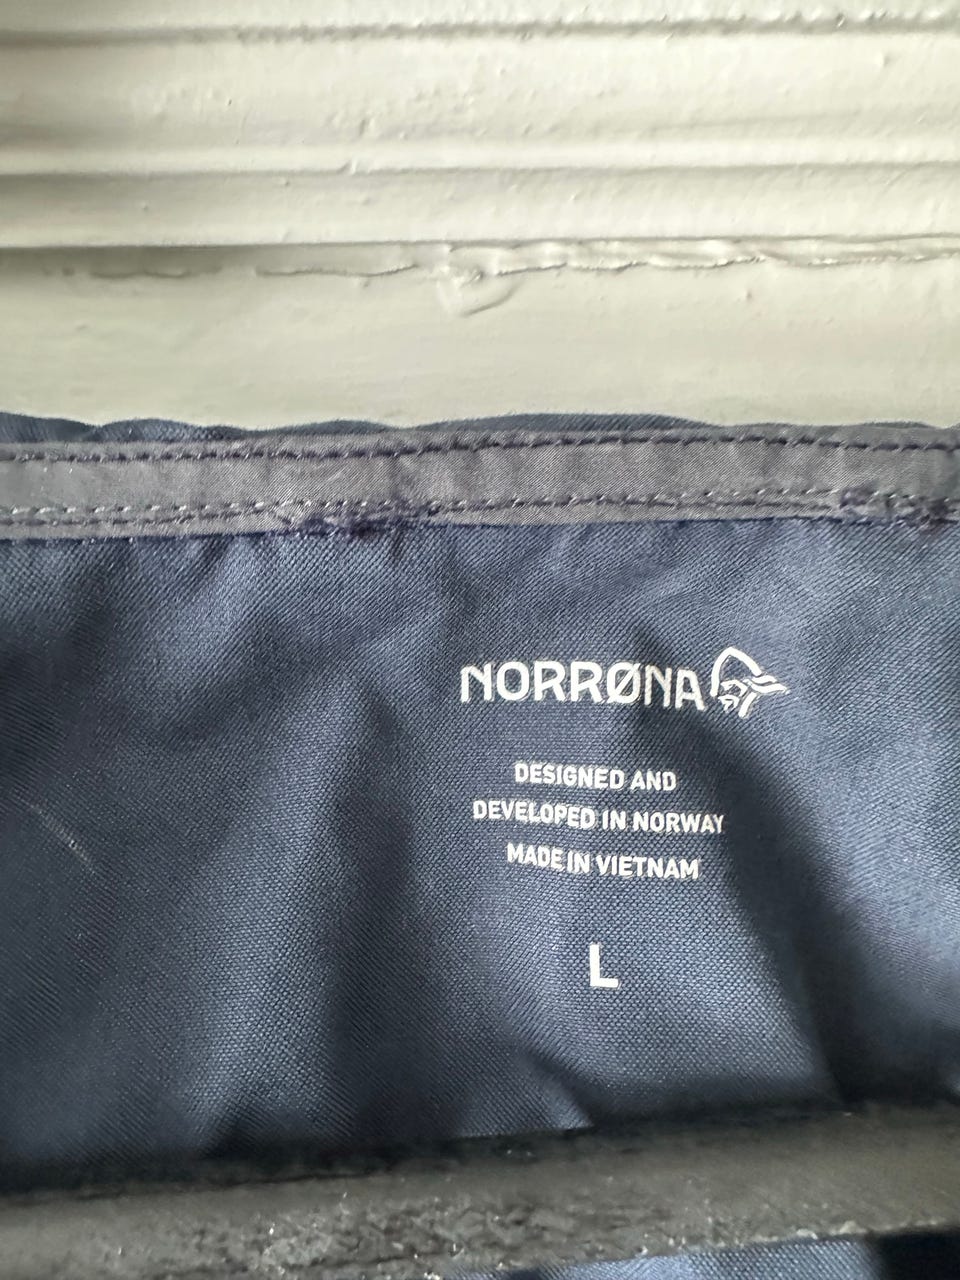 NORRØNA
DESIGNED AND
DEVELOPED IN NORWAY
MADE IN VIETNAM
L